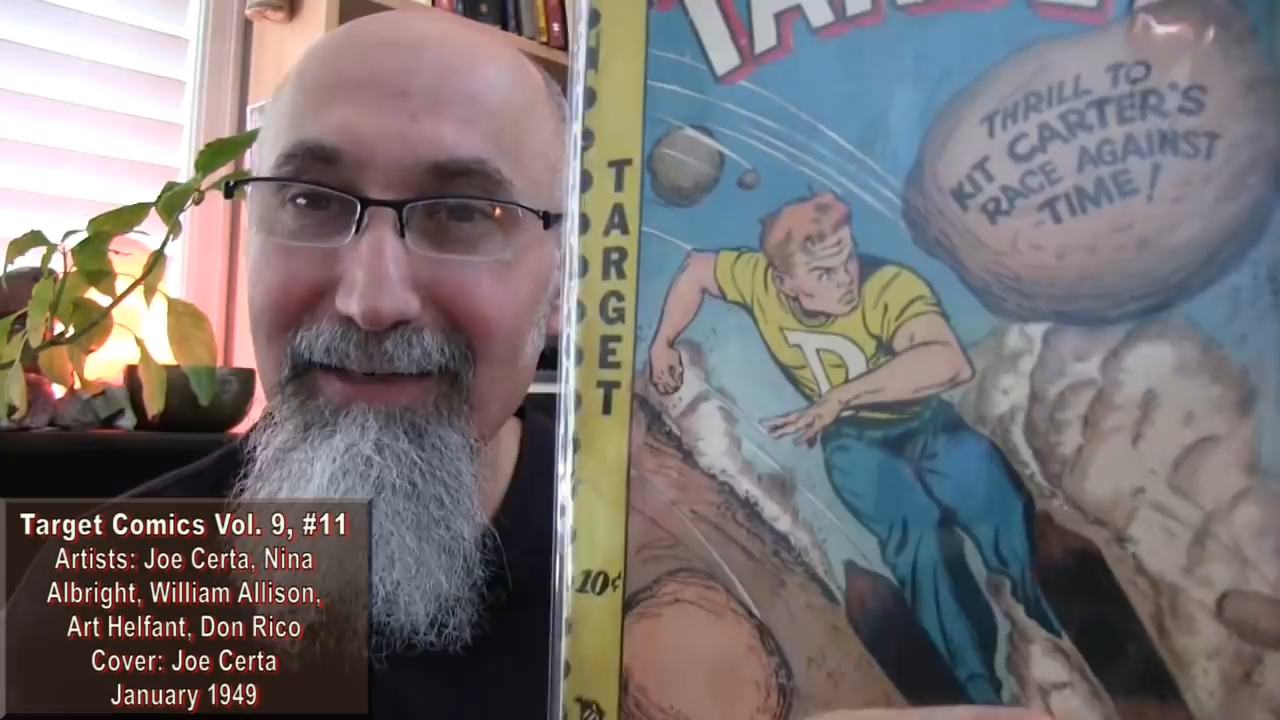 TARGET
THRILL TO
KIT CARTER'S
RACE AGAINST
TIME!
TARGET
10¢
D
Target Comics Vol. 9, #11
Artists: Joe Certa, Nina
Albright, William Allison,
Art Helfant, Don Rico
Cover: Joe Certa
January 1949